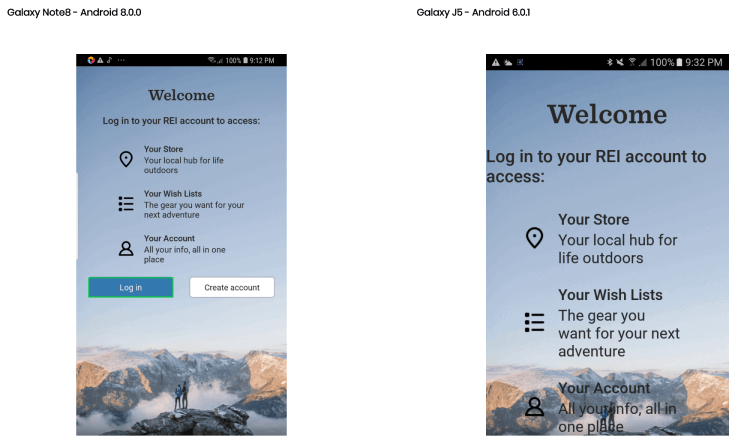 Galaxy Note8 - Android 8.0.0
100% 9:12 PM
Welcome
Log in to your REI account to access:
Your Store
Your local hub for life
outdoors
Your Wish Lists
The gear you want for your
next adventure
Your Account
All your info, all in one
place
Log in
Create account
Galaxy J5 - Android 6.0.1
100% 9:32 PM
Welcome
Log in to your REI account to
access:
Your Store
Your local hub for
life outdoors
Your Wish Lists
The gear you
want for your next
adventure
Your Account
All your info, all in
one place